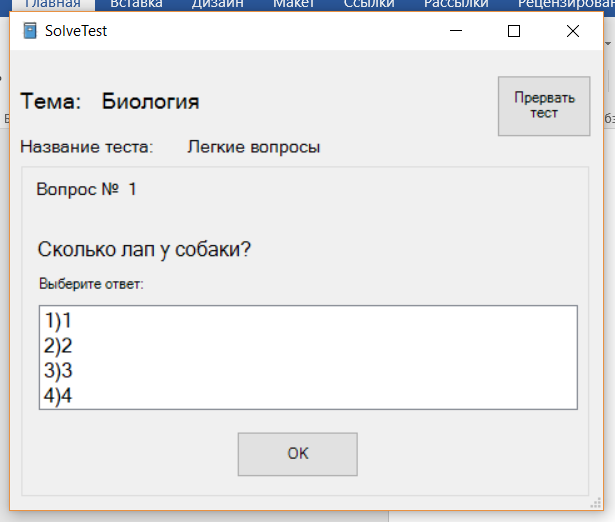 Главная Вставка Дизайн Макет Ссылки Рассылки
SolveTest
Тема: Биология
Прервать
тест
Название теста: Легкие вопросы
Вопрос № 1
Сколько лап у собаки?
Выберите ответ:
1)1
2)2
3)3
4)4
OK